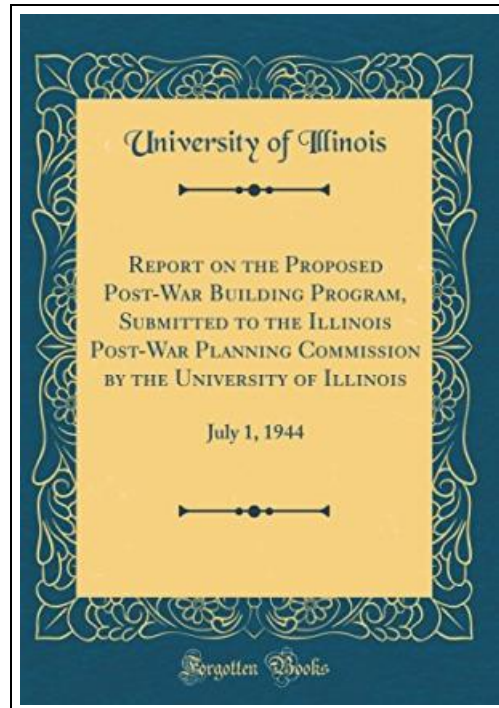 University of Illinois
Report on the Proposed
Post-War Building Program,
Submitted to the Illinois
Post-War Planning Commission
by the University of Illinois
July 1, 1944
Forgotten Books